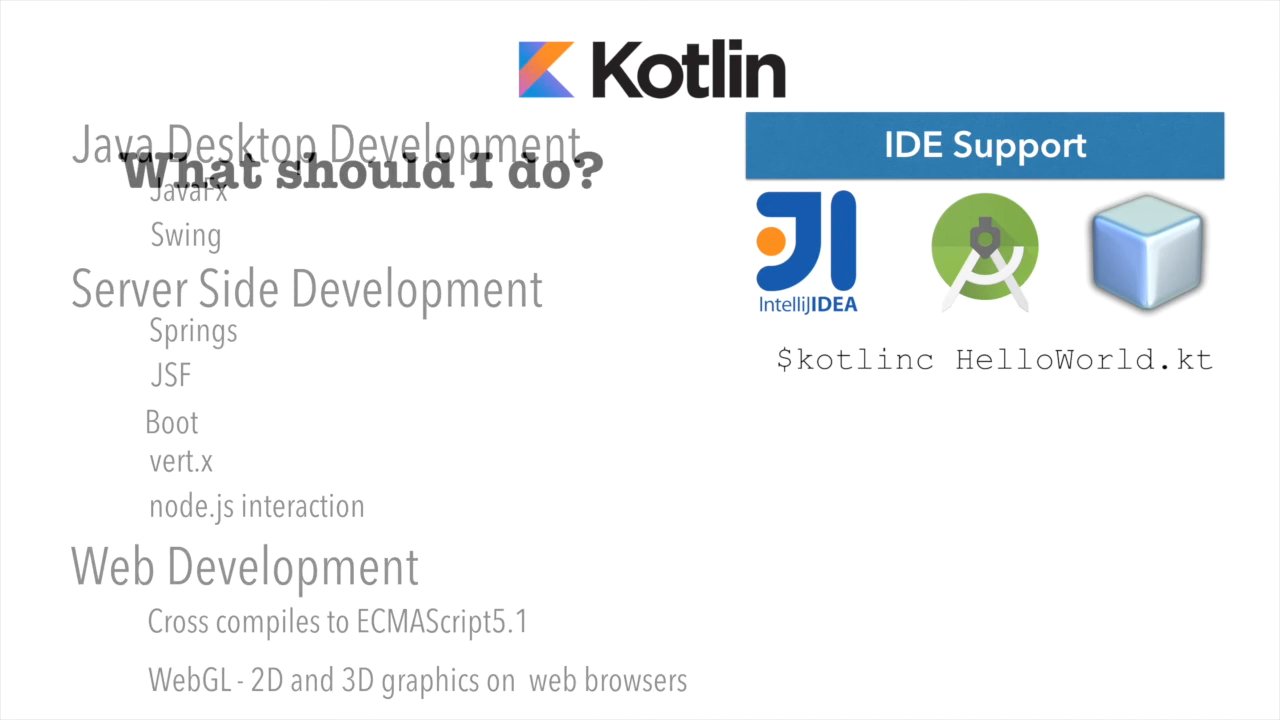 Kotlin
Java Desktop Development
What should I do?
JavaFx
Swing
Server Side Development
Springs
JSF
Boot
vert.x
node.js interaction
Web Development
Cross compiles to ECMAScript5.1
WebGL - 2D and 3D graphics on web browsers
IDE Support
IntelliJIDEA
$kotlinc HelloWorld.kt